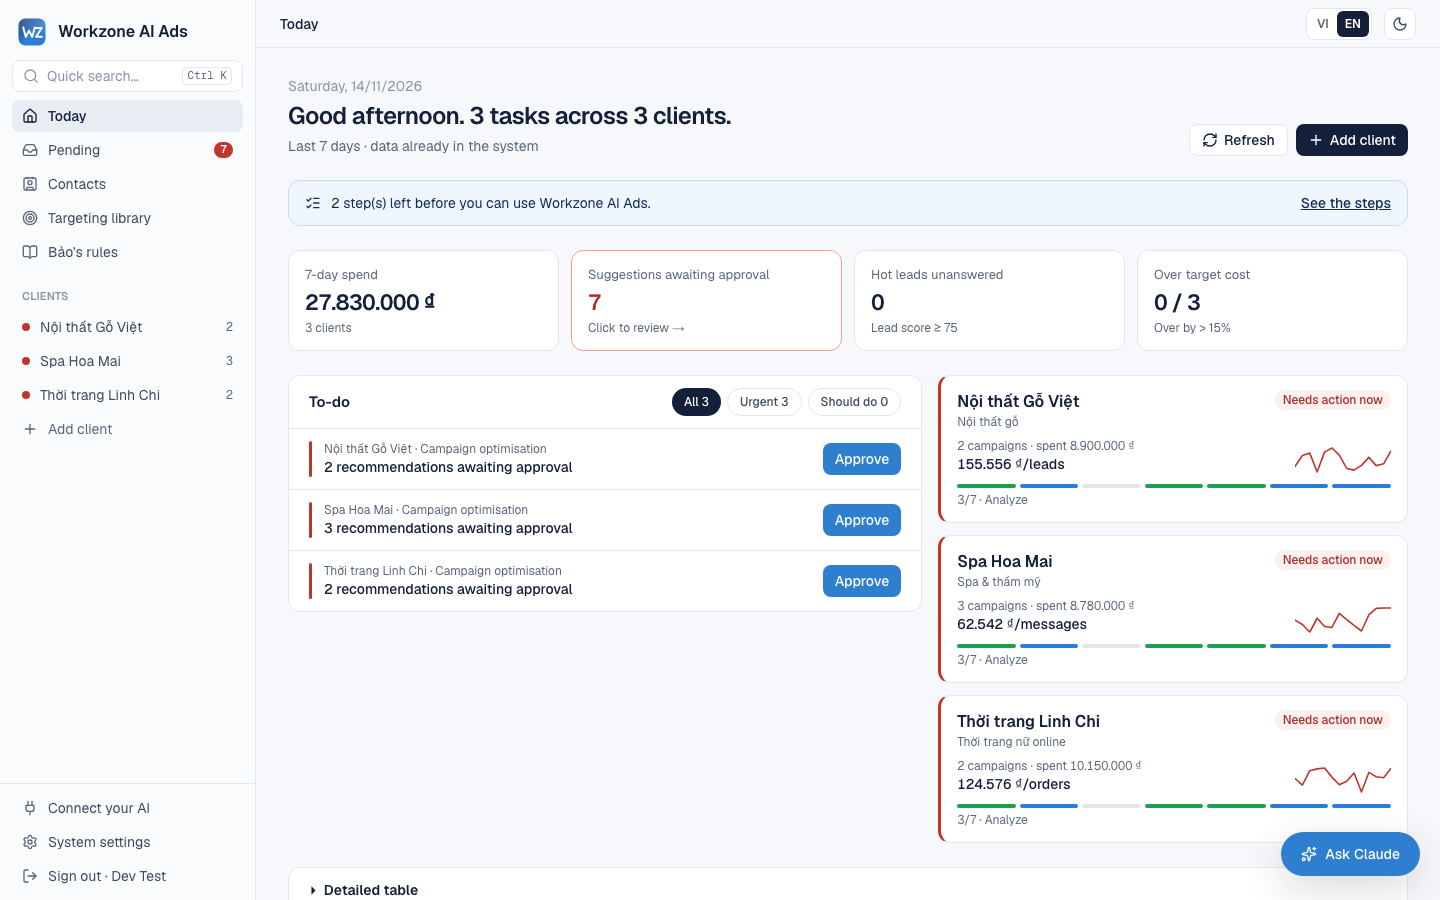 WZ Workzone AI Ads
Quick search... Ctrl K
Today
Pending 7
Contacts
Targeting library
Bảo's rules
CLIENTS
Nội thất Gỗ Việt 2
Spa Hoa Mai 3
Thời trang Linh Chi 2
Add client
Connect your AI
System settings
Sign out · Dev Test
Today
VI EN
Saturday, 14/11/2026
Good afternoon. 3 tasks across 3 clients.
Last 7 days · data already in the system
Refresh
+ Add client
2 step(s) left before you can use Workzone AI Ads.
See the steps
7-day spend
27.830.000 ₫
3 clients
Suggestions awaiting approval
7
Click to review →
Hot leads unanswered
0
Lead score ≥ 75
Over target cost
0 / 3
Over by > 15%
To-do
All 3 Urgent 3 Should do 0
Nội thất Gỗ Việt · Campaign optimisation
2 recommendations awaiting approval
Approve
Spa Hoa Mai · Campaign optimisation
3 recommendations awaiting approval
Approve
Thời trang Linh Chi · Campaign optimisation
2 recommendations awaiting approval
Approve
Nội thất Gỗ Việt
Needs action now
Nội thất gỗ
2 campaigns · spent 8.900.000 ₫
155.556 ₫/leads
3/7 · Analyze
Spa Hoa Mai
Needs action now
Spa & thẩm mỹ
3 campaigns · spent 8.780.000 ₫
62.542 ₫/messages
3/7 · Analyze
Thời trang Linh Chi
Needs action now
Thời trang nữ online
2 campaigns · spent 10.150.000 ₫
124.576 ₫/orders
3/7 · Analyze
Ask Claude
Detailed table